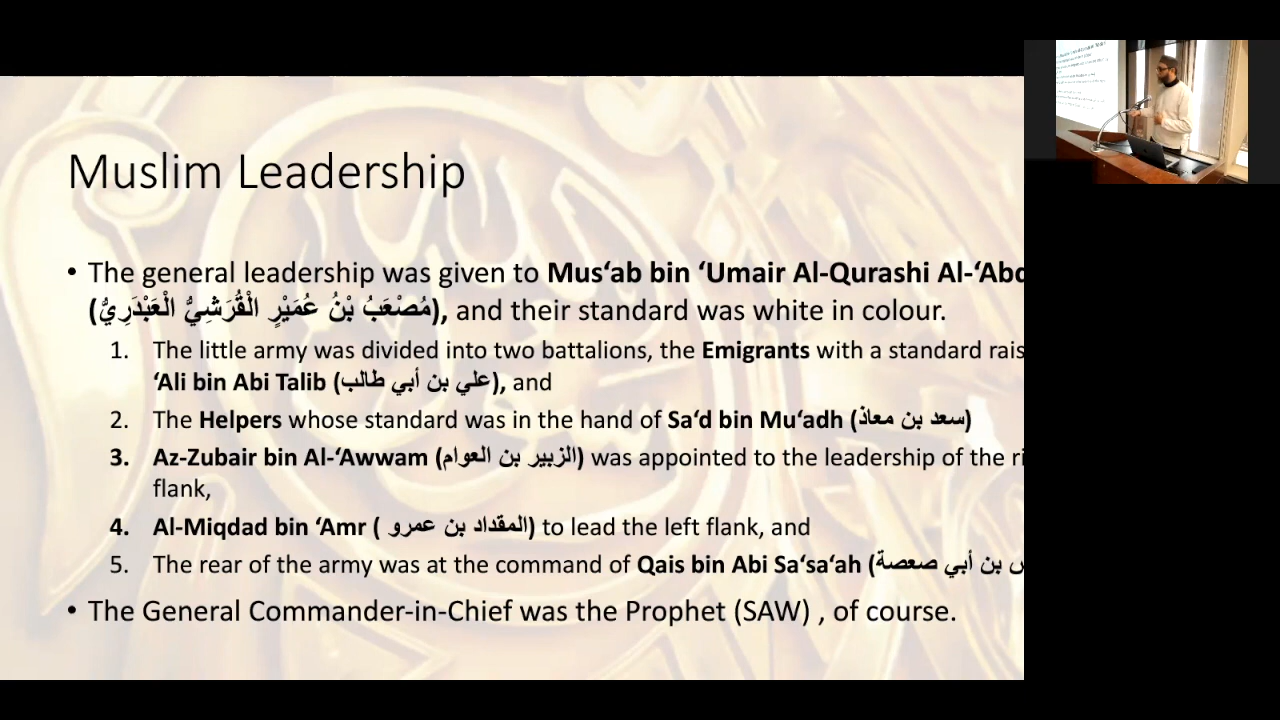 Muslim Leadership
• The general leadership was given to Mus‘ab bin ‘Umair Al-Qurashi
(مُصْعَبُ بْنُ عُمَيْرٍ الْقُرَشِيُّ الْعَبْدَرِيُّ), and their standard was white in colour.
1. The little army was divided into two battalions, the Emigrants with a standard
‘Ali bin Abi Talib (علي بن أبي طالب), and
2. The Helpers whose standard was in the hand of Sa‘d bin Mu‘adh (سعد بن معاذ)
3. Az-Zubair bin Al-‘Awwam (الزبير بن العوام) was appointed to the leadership of the
flank,
4. Al-Miqdad bin ‘Amr ( المقداد بن عمرو) to lead the left flank, and
5. The rear of the army was at the command of Qais bin Abi Sa‘sa‘ah (بن أبي صعصة
• The General Commander-in-Chief was the Prophet (SAW) , of course.